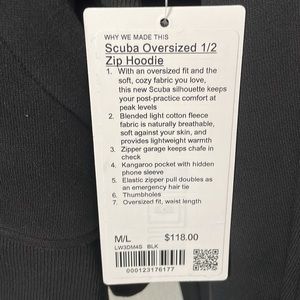 WHY WE MADE THIS
Scuba Oversized 1/2
Zip Hoodie
1. With an oversized fit and the
soft, cozy fabric you love,
this new Scuba silhouette keeps
your post-practice comfort at
peak levels
2. Blended light cotton fleece
fabric is naturally breathable,
soft against your skin, and
provides lightweight warmth
3. Zipper garage keeps chafe in
check
4. Kangaroo pocket with hidden
phone sleeve
5. Elastic zipper pull doubles as
an emergency hair tie
6. Thumbholes
7. Oversized fit, waist length
M/L $118.00
LW3DM4S BLK
000123176177